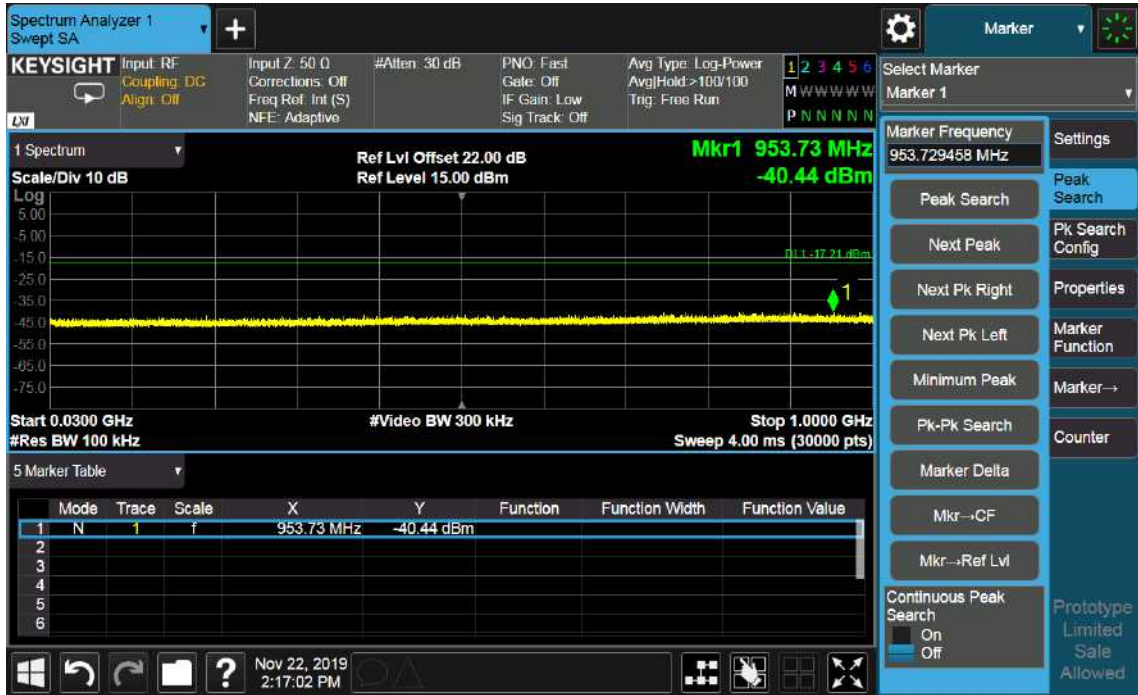 Spectrum Analyzer 1
Swept SA
Marker
KEYSIGHT
LXI
Input: RF
Coupling: DC
Align: Off
Input Z: 50 Ω
Corrections: Off
Freq Ref: Int (S)
NFE: Adaptive
#Atten: 30 dB
PNO: Fast
Gate: Off
IF Gain: Low
Sig Track: Off
Avg Type: Log-Power
Avg|Hold:>100/100
Trig: Free Run
1 2 3 4 5 6
M W W W W W
P N N N N N
Select Marker
Marker 1
1 Spectrum
Scale/Div 10 dB
Ref Lvl Offset 22.00 dB
Ref Level 15.00 dBm
Mkr1 953.73 MHz
-40.44 dBm
Log
5.00
-5.00
-15.0
-25.0
-35.0
-45.0
-55.0
-65.0
-75.0
DL1 -17.21 dBm
1
Start 0.0300 GHz
#Res BW 100 kHz
#Video BW 300 kHz
Stop 1.0000 GHz
Sweep 4.00 ms (30000 pts)
5 Marker Table
Mode Trace Scale X Y Function Function Width Function Value
1 N 1 f 953.73 MHz -40.44 dBm
2
3
4
5
6
Marker Frequency
953.729458 MHz
Peak Search
Next Peak
Next Pk Right
Next Pk Left
Minimum Peak
Pk-Pk Search
Marker Delta
Mkr→CF
Mkr→Ref Lvl
Continuous Peak
Search
On
Off
Settings
Peak
Search
Pk Search
Config
Properties
Marker
Function
Marker→
Counter
Prototype
Limited
Sale
Allowed
?
Nov 22, 2019
2:17:02 PM